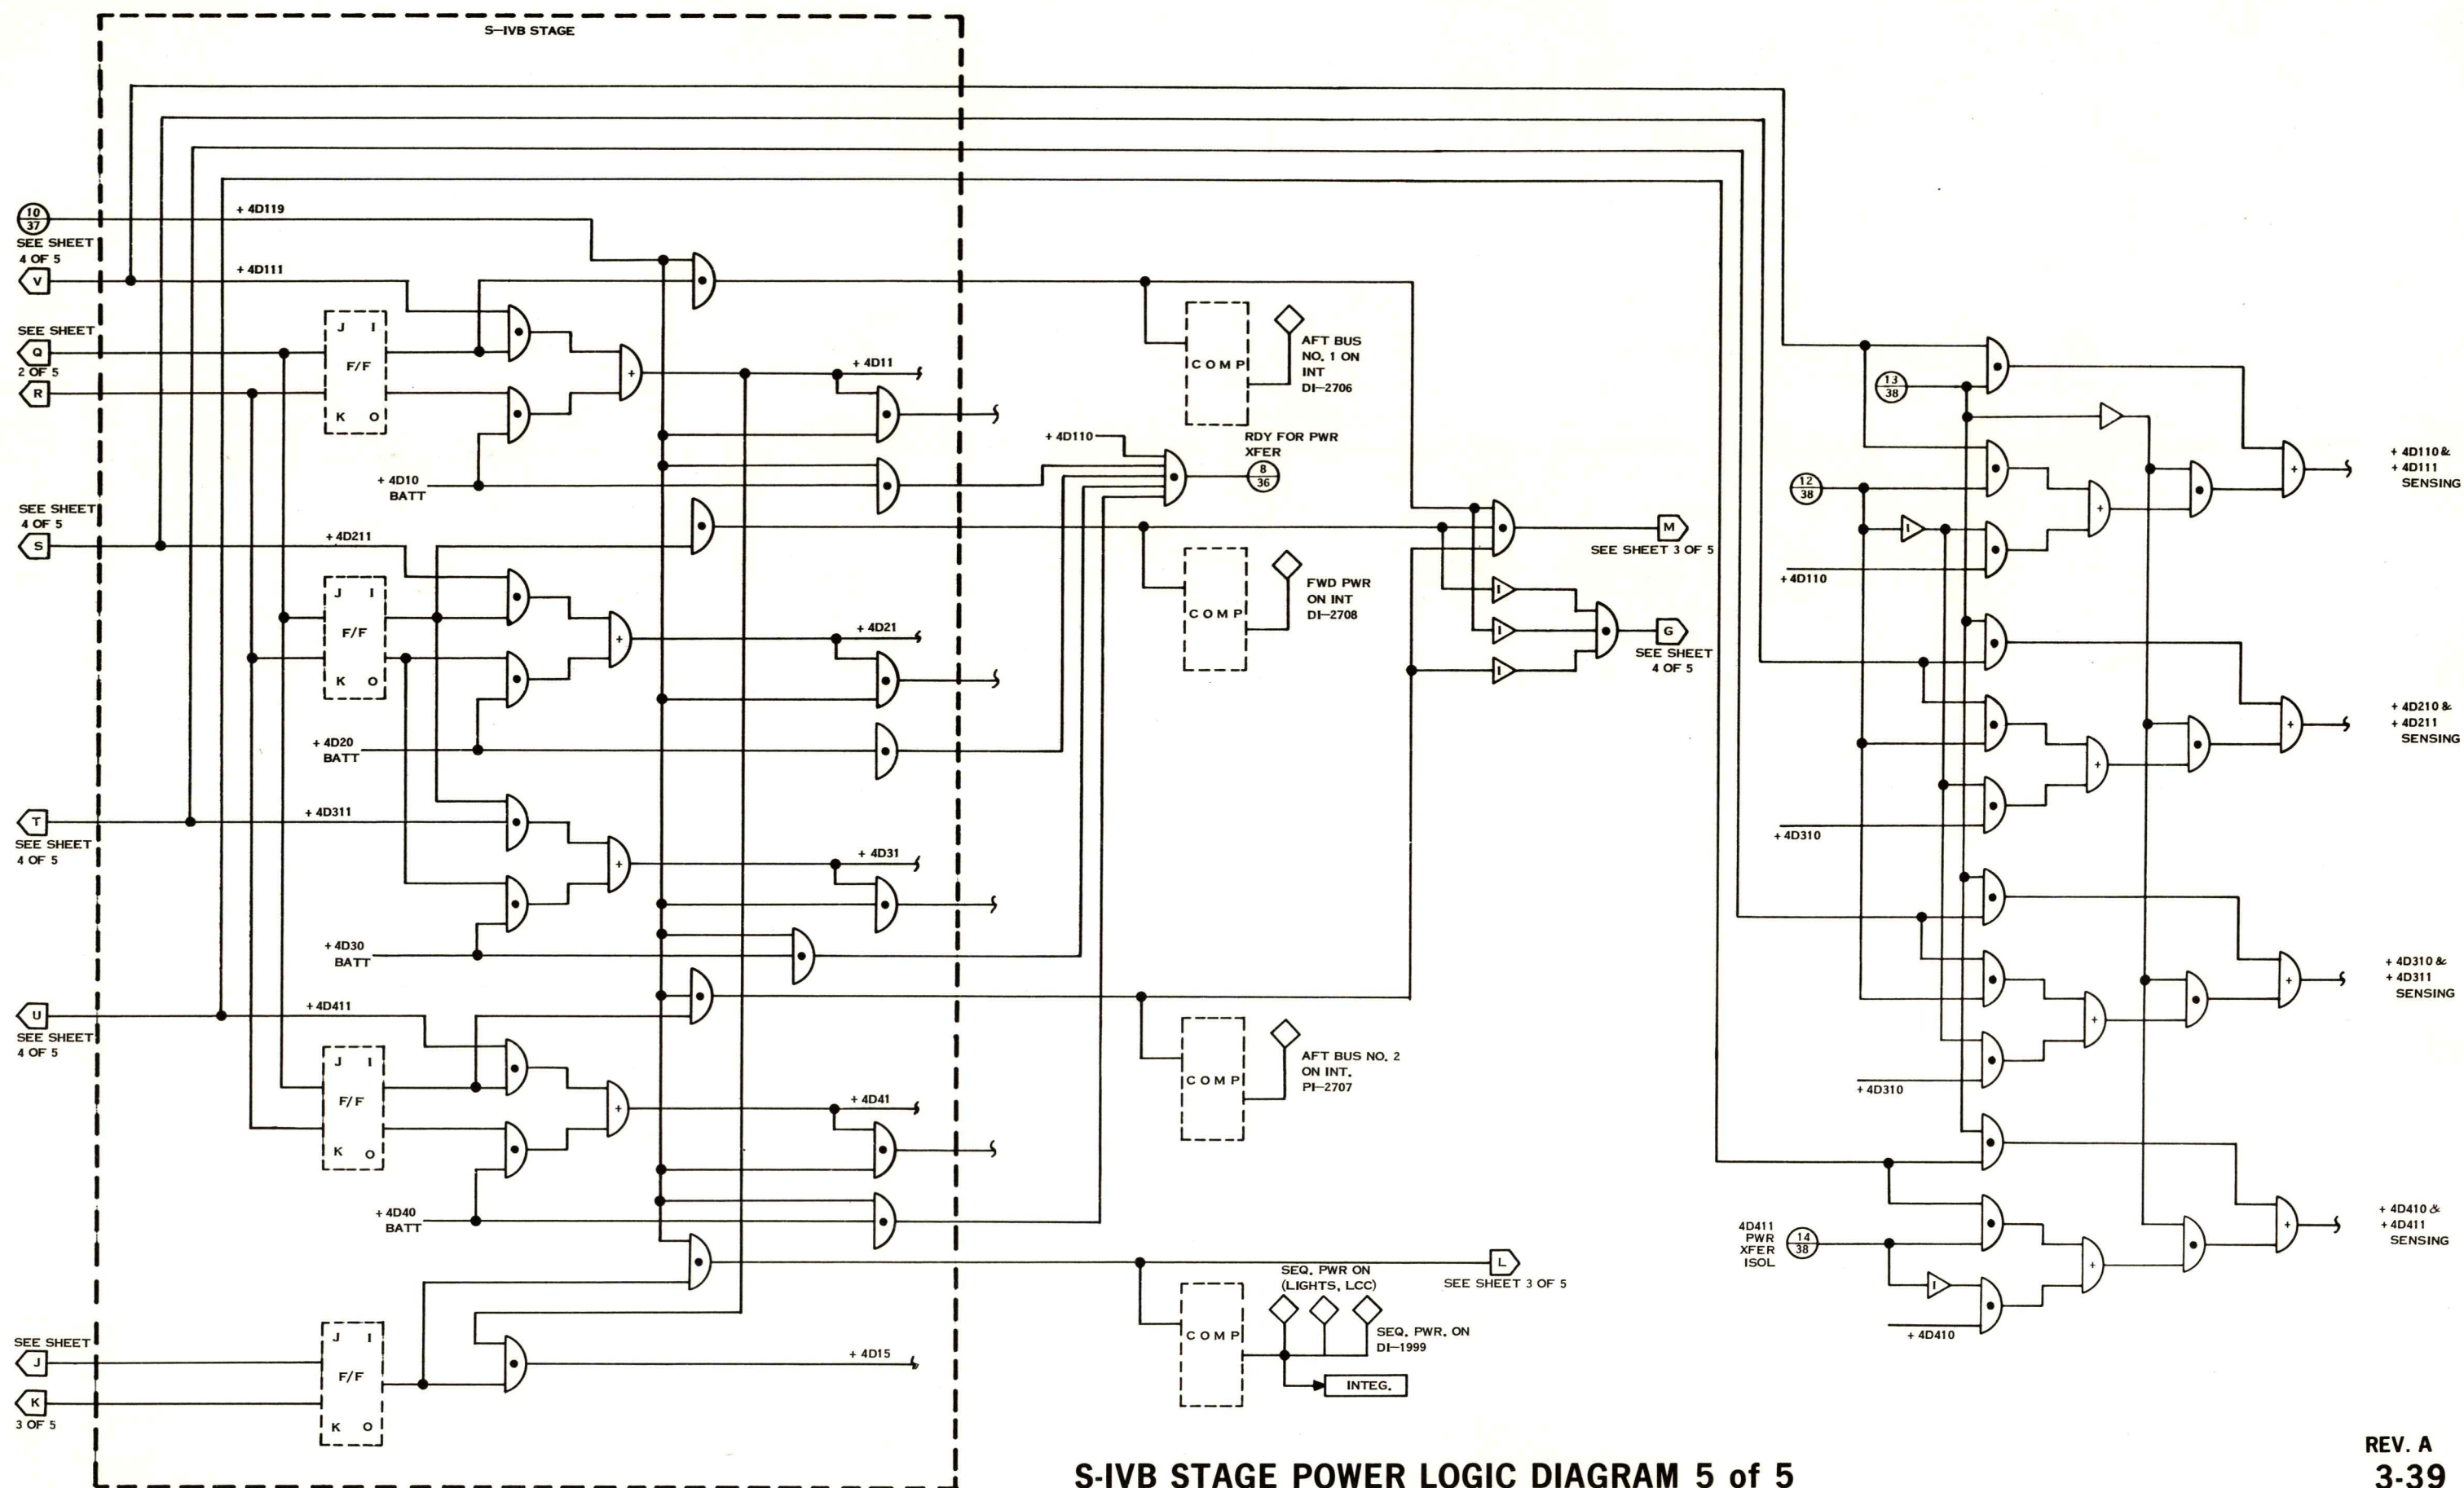 S-IVB STAGE
10
37
+ 4D119
SEE SHEET
4 OF 5
V
+ 4D111
SEE SHEET
Q
2 OF 5
R
J I
F/F
K O
+ 4D11
+ 4D10
BATT
SEE SHEET
4 OF 5
S
+ 4D211
J I
F/F
K O
+ 4D21
+ 4D20
BATT
T
SEE SHEET
4 OF 5
+ 4D311
+ 4D31
+ 4D30
BATT
U
SEE SHEET
4 OF 5
+ 4D411
J I
F/F
K O
+ 4D41
+ 4D40
BATT
SEE SHEET
J
K
3 OF 5
J I
F/F
K O
+ 4D15
COMP
AFT BUS
NO. 1 ON
INT
DI-2706
+ 4D110
RDY FOR PWR
XFER
8
36
COMP
FWD PWR
ON INT
DI-2708
M
SEE SHEET 3 OF 5
I
I
I
G
SEE SHEET
4 OF 5
COMP
AFT BUS NO. 2
ON INT.
PI-2707
L
SEE SHEET 3 OF 5
SEQ. PWR ON
(LIGHTS, LCC)
COMP
SEQ. PWR. ON
DI-1999
INTEG.
13
38
12
38
I
+ 4D110
+ 4D110 &
+ 4D111
SENSING
+ 4D310
+ 4D210 &
+ 4D211
SENSING
+ 4D310
+ 4D310 &
+ 4D311
SENSING
4D411
PWR
XFER
ISOL
14
38
I
+ 4D410
+ 4D410 &
+ 4D411
SENSING
S-IVB STAGE POWER LOGIC DIAGRAM 5 of 5
REV. A
3-39